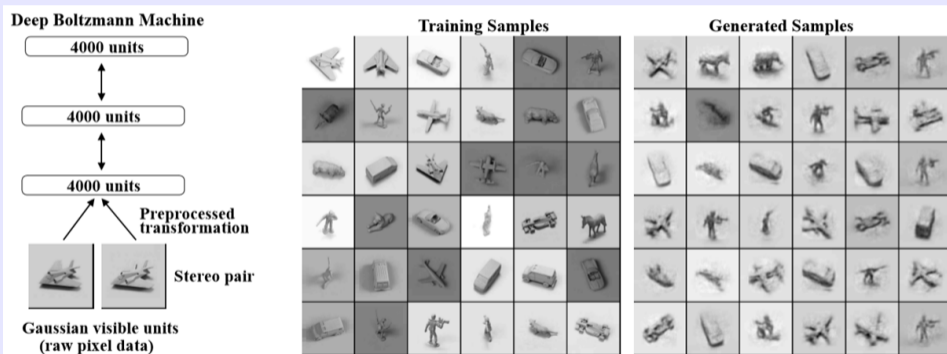 Deep Boltzmann Machine
4000 units
4000 units
4000 units
Preprocessed
transformation
Stereo pair
Gaussian visible units
(raw pixel data)
Training Samples
Generated Samples